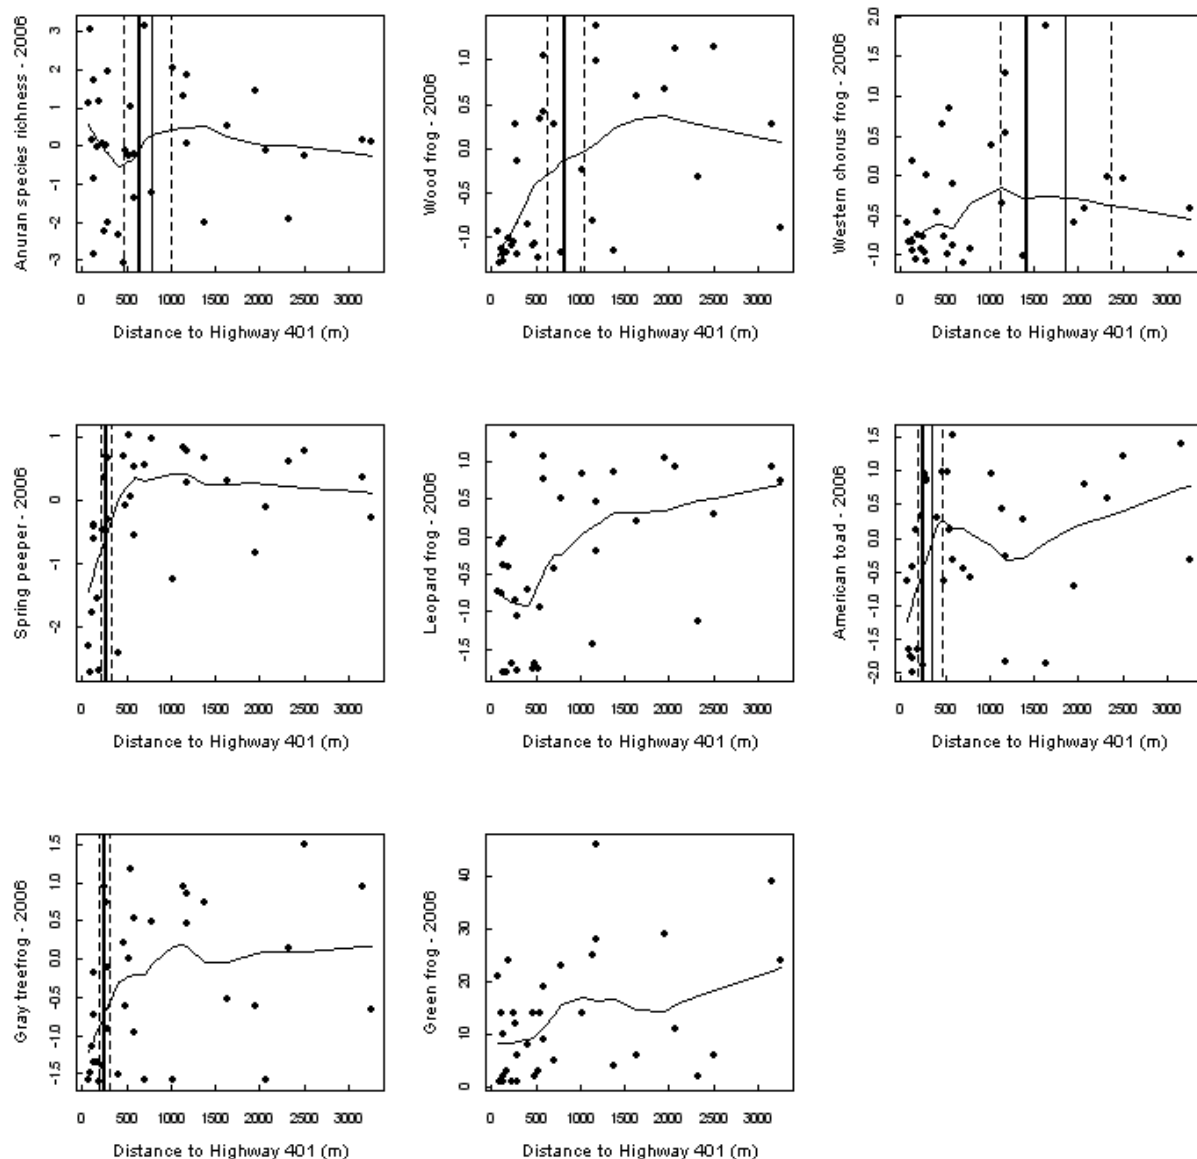 Anuran species richness - 2006
3
2
1
0
-1
-2
-3
0 500 1000 1500 2000 2500 3000
Distance to Highway 401 (m)
Wood frog - 2006
1.0
0.5
0.0
-0.5
-1.0
0 500 1000 1500 2000 2500 3000
Distance to Highway 401 (m)
Western chorus frog - 2006
2.0
1.5
1.0
0.5
0.0
-0.5
-1.0
0 500 1000 1500 2000 2500 3000
Distance to Highway 401 (m)
Spring peeper - 2006
1
0
-1
-2
0 500 1000 1500 2000 2500 3000
Distance to Highway 401 (m)
Leopard frog - 2006
1.0
0.5
0.0
-0.5
-1.0
-1.5
0 500 1000 1500 2000 2500 3000
Distance to Highway 401 (m)
American toad - 2006
1.5
1.0
0.5
0.0
-0.5
-1.0
-1.5
-2.0
0 500 1000 1500 2000 2500 3000
Distance to Highway 401 (m)
Gray treefrog - 2006
1.5
1.0
0.5
0.0
-0.5
-1.0
-1.5
0 500 1000 1500 2000 2500 3000
Distance to Highway 401 (m)
Green frog - 2006
40
30
20
10
0
0 500 1000 1500 2000 2500 3000
Distance to Highway 401 (m)